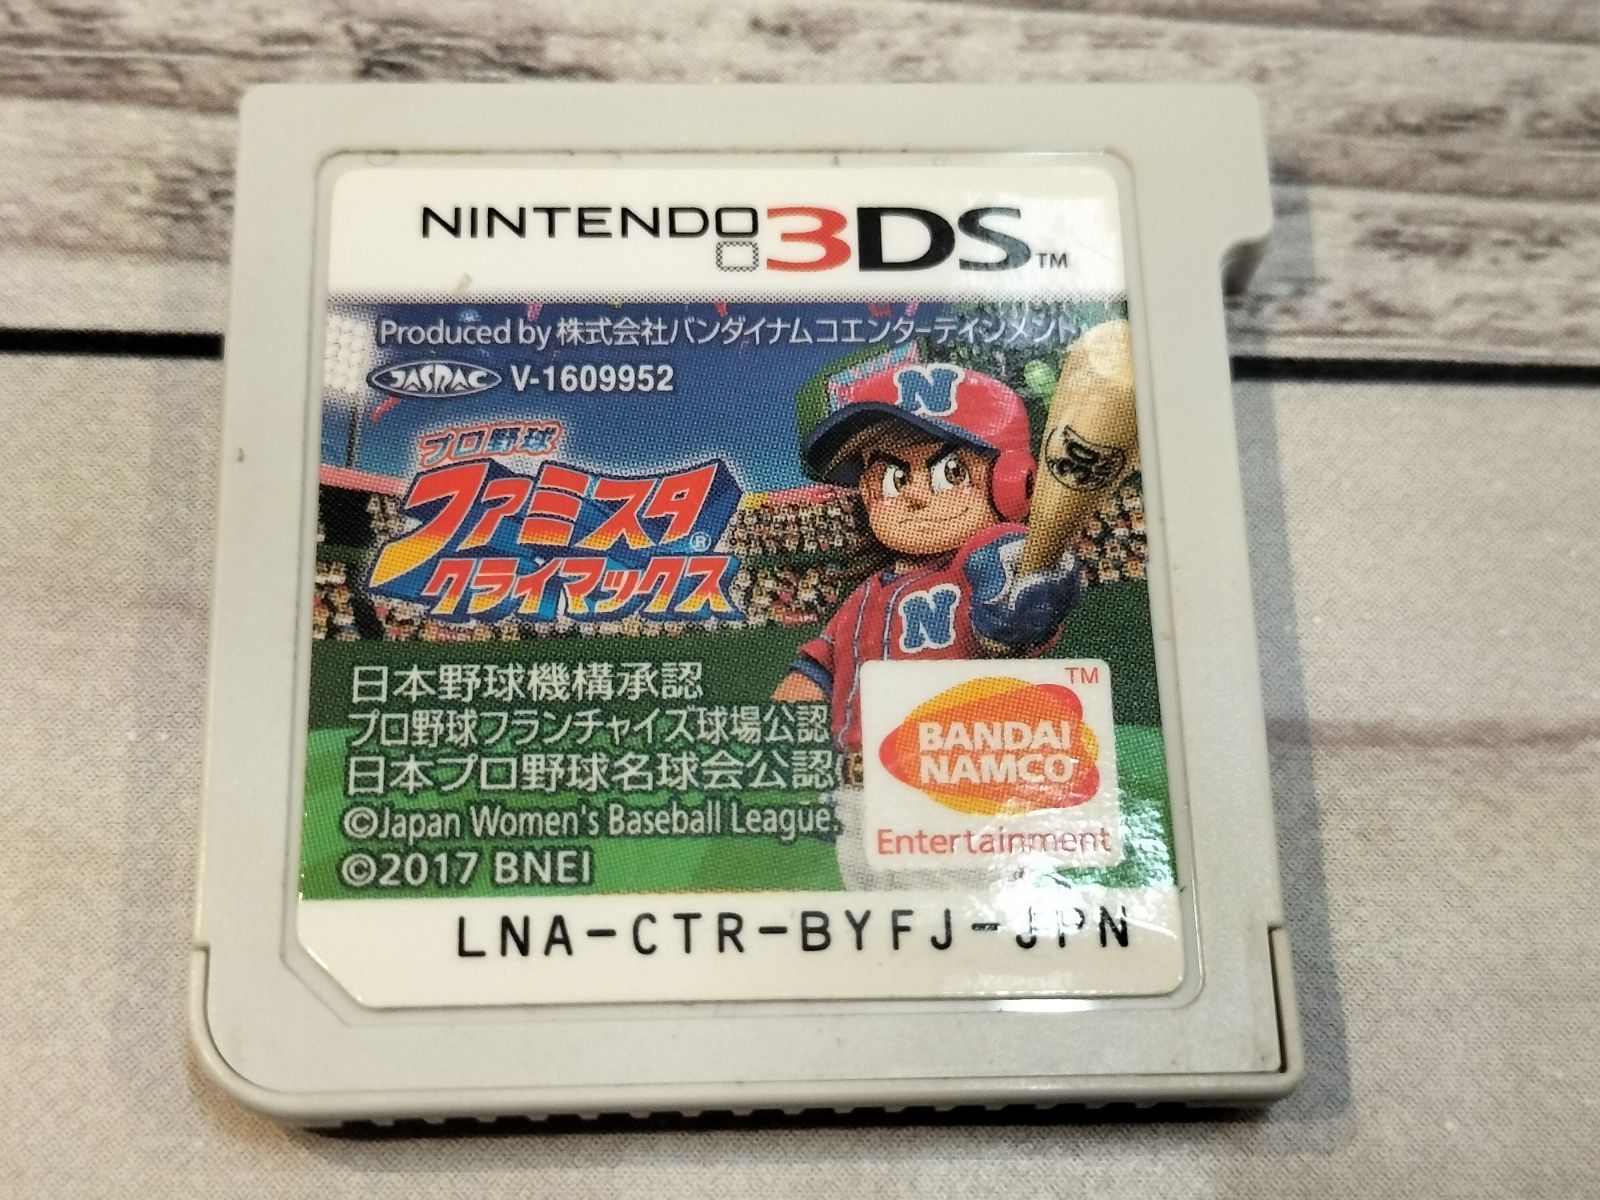 NINTENDO 3DS™
Produced by 株式会社バンダイナムコエンターテインメント
JASRAC V-1609952
N
プロ野球
ファミスタ®
クライマックス
N
日本野球機構承認
プロ野球フランチャイズ球場公認
日本プロ野球名球会公認
©Japan Women's Baseball League.
©2017 BNEI
TM
BANDAI
NAMCO
Entertainment
LNA-CTR-BYFJ-JPN